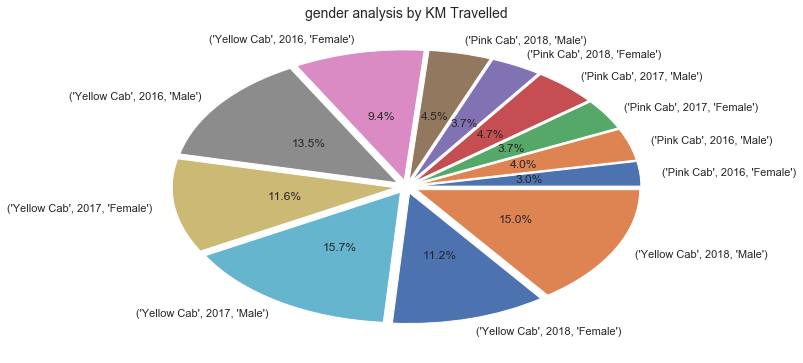 gender analysis by KM Travelled
('Yellow Cab', 2016, 'Female')
('Pink Cab', 2018, 'Male')
('Pink Cab', 2018, 'Female')
('Pink Cab', 2017, 'Male')
('Yellow Cab', 2016, 'Male')
('Pink Cab', 2017, 'Female')
9.4%
4.5%
3.7%
4.7%
('Pink Cab', 2016, 'Male')
13.5%
3.7%
4.0%
('Pink Cab', 2016, 'Female')
3.0%
11.6%
('Yellow Cab', 2017, 'Female')
15.0%
15.7%
11.2%
('Yellow Cab', 2018, 'Male')
('Yellow Cab', 2017, 'Male')
('Yellow Cab', 2018, 'Female')